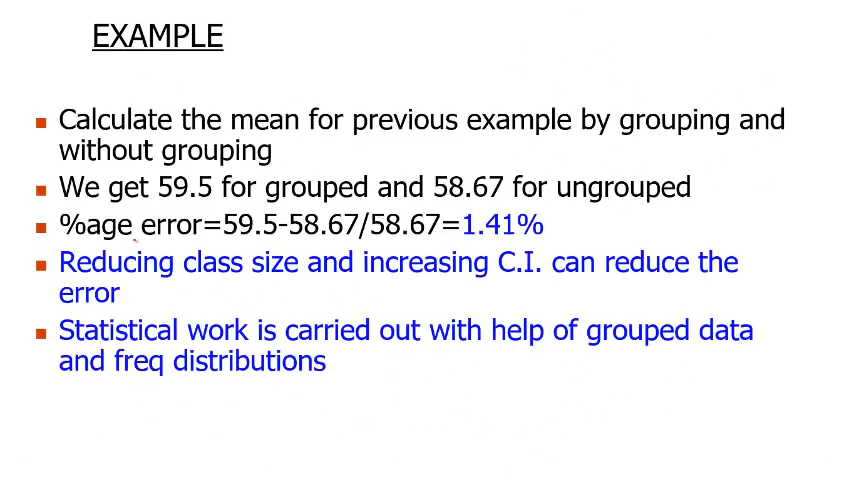 EXAMPLE
Calculate the mean for previous example by grouping and
without grouping
We get 59.5 for grouped and 58.67 for ungrouped
%age error=59.5-58.67/58.67=1.41%
Reducing class size and increasing C.I. can reduce the
error
Statistical work is carried out with help of grouped data
and freq distributions